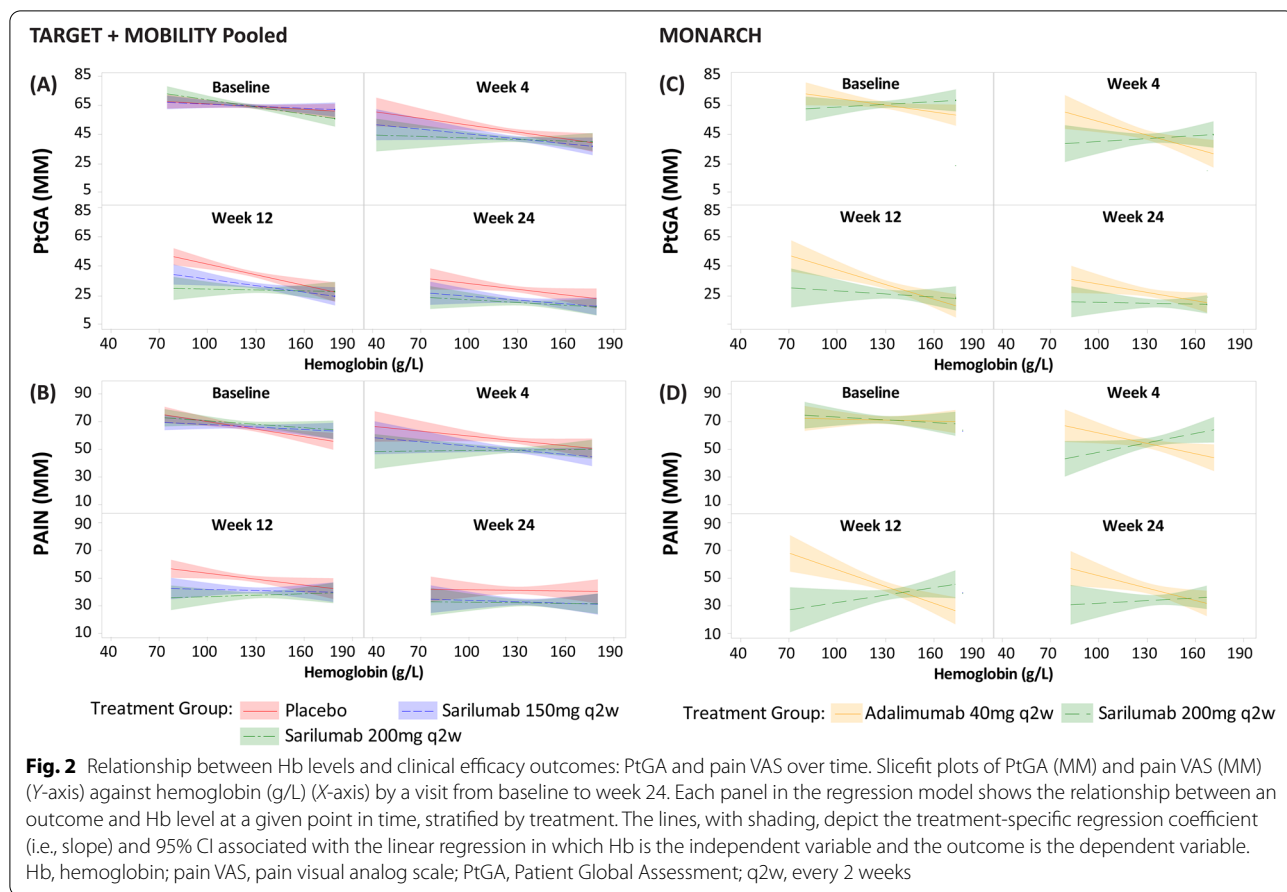 TARGET + MOBILITY Pooled
MONARCH
(A)
PtGA (MM)
85
65
45
25
5
Baseline
Week 4
85
65
45
25
5
Week 12
Week 24
40 70 100 130 160 190 40 70 100 130 160 190
Hemoglobin (g/L)
(B)
PAIN (MM)
90
70
50
30
10
Baseline
Week 4
90
70
50
30
10
Week 12
Week 24
40 70 100 130 160 190 40 70 100 130 160 190
Hemoglobin (g/L)
Treatment Group: Placebo Sarilumab 150mg q2w
Sarilumab 200mg q2w
(C)
PtGA (MM)
85
65
45
25
5
Baseline
Week 4
85
65
45
25
5
Week 12
Week 24
40 70 100 130 160 190 40 70 100 130 160 190
Hemoglobin (g/L)
(D)
PAIN (MM)
90
70
50
30
10
Baseline
Week 4
90
70
50
30
10
Week 12
Week 24
40 70 100 130 160 190 40 70 100 130 160 190
Hemoglobin (g/L)
Treatment Group: Adalimumab 40mg q2w Sarilumab 200mg q2w
Fig. 2 Relationship between Hb levels and clinical efficacy outcomes: PtGA and pain VAS over time. Slicefit plots of PtGA (MM) and pain VAS (MM)
(Y-axis) against hemoglobin (g/L) (X-axis) by a visit from baseline to week 24. Each panel in the regression model shows the relationship between an
outcome and Hb level at a given point in time, stratified by treatment. The lines, with shading, depict the treatment-specific regression coefficient
(i.e., slope) and 95% CI associated with the linear regression in which Hb is the independent variable and the outcome is the dependent variable.
Hb, hemoglobin; pain VAS, pain visual analog scale; PtGA, Patient Global Assessment; q2w, every 2 weeks